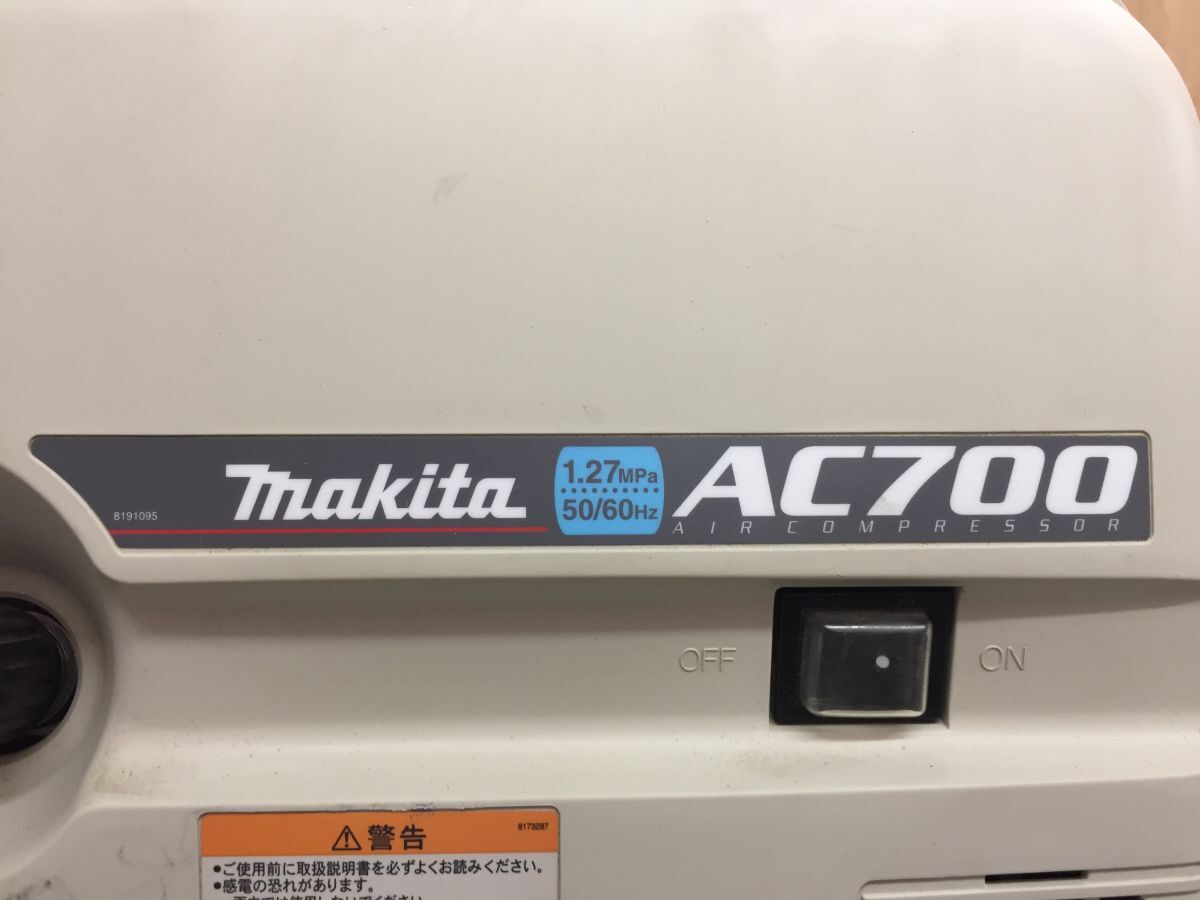 8191095
makita
1.27MPa
50/60Hz
AC700
AIR COMPRESSOR
OFF
ON
警告
8173287
•ご使用前に取扱説明書を必ずよくお読みください。
•感電の恐れがあります。